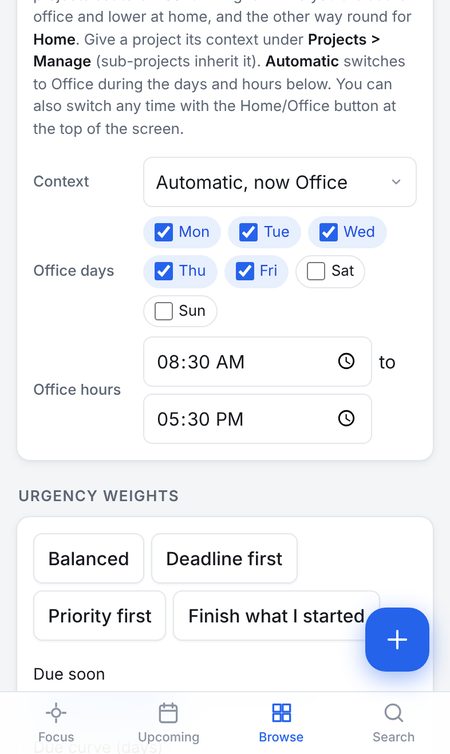 office and lower at home, and the other way round for
Home. Give a project its context under Projects >
Manage (sub-projects inherit it). Automatic switches
to Office during the days and hours below. You can
also switch any time with the Home/Office button at
the top of the screen.
Context
Automatic, now Office
Mon
Tue
Wed
Office days
Thu
Fri
Sat
Sun
08:30 AM
to
Office hours
05:30 PM
URGENCY WEIGHTS
Balanced
Deadline first
Priority first
Finish what I started
+
Due soon
Due curve (days)
Focus
Upcoming
Browse
Search